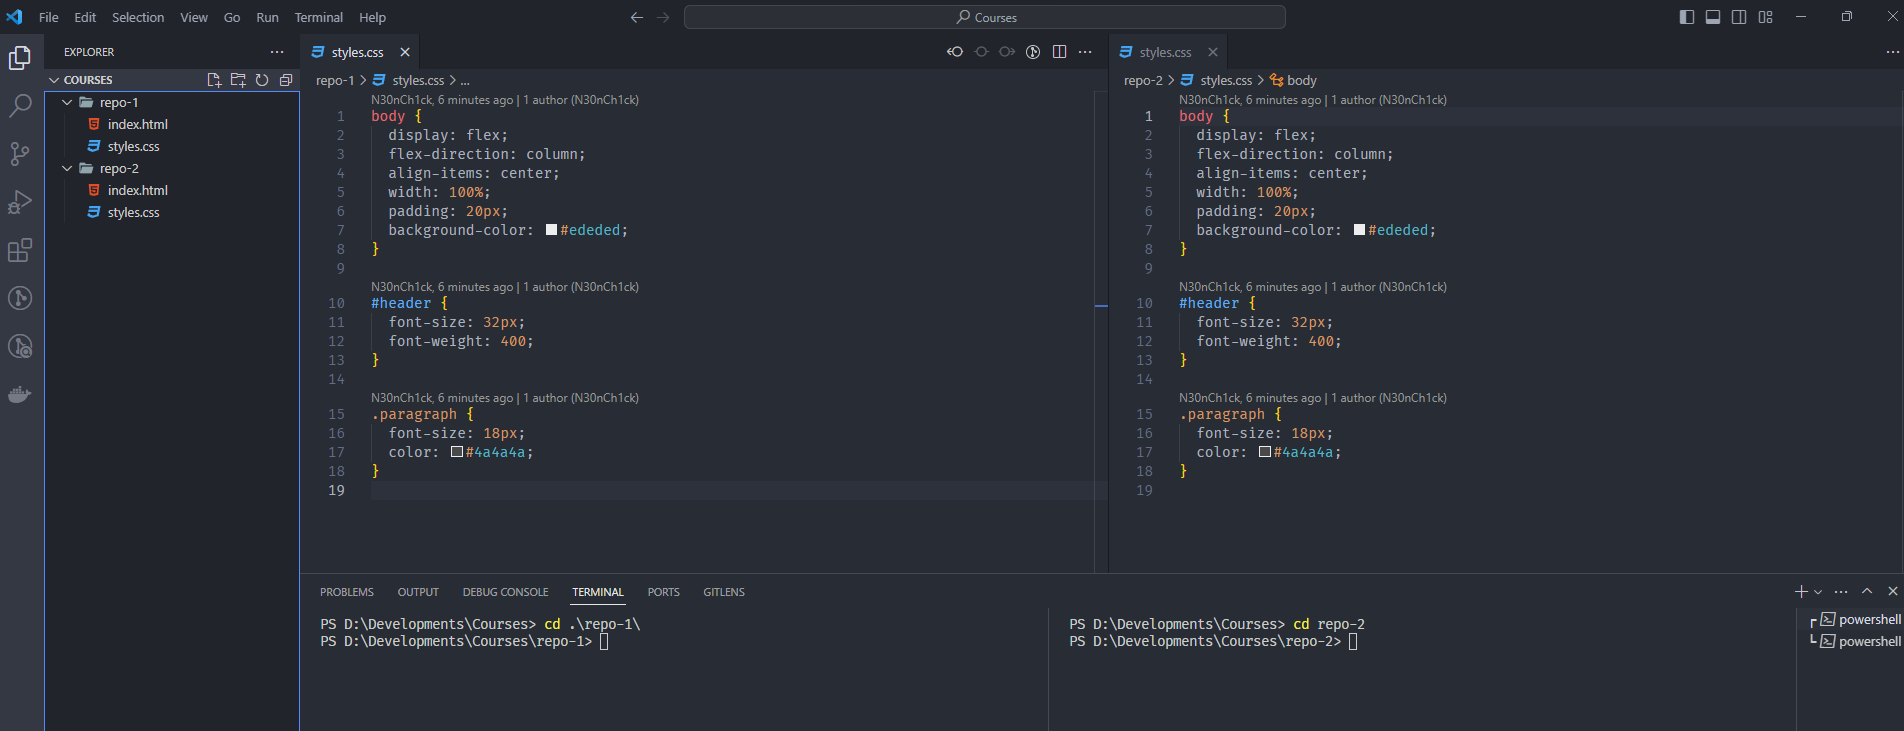 File Edit Selection View Go Run Terminal Help
Courses
EXPLORER
COURSES
repo-1
index.html
styles.css
repo-2
index.html
styles.css
styles.css
repo-1 > styles.css > ...
N30nCh1ck, 6 minutes ago | 1 author (N30nCh1ck)
1 body {
2 display: flex;
3 flex-direction: column;
4 align-items: center;
5 width: 100%;
6 padding: 20px;
7 background-color: #ededed;
8 }
9
N30nCh1ck, 6 minutes ago | 1 author (N30nCh1ck)
10 #header {
11 font-size: 32px;
12 font-weight: 400;
13 }
14
N30nCh1ck, 6 minutes ago | 1 author (N30nCh1ck)
15 .paragraph {
16 font-size: 18px;
17 color: #4a4a4a;
18 }
19
styles.css
repo-2 > styles.css > body
N30nCh1ck, 6 minutes ago | 1 author (N30nCh1ck)
1 body {
2 display: flex;
3 flex-direction: column;
4 align-items: center;
5 width: 100%;
6 padding: 20px;
7 background-color: #ededed;
8 }
9
N30nCh1ck, 6 minutes ago | 1 author (N30nCh1ck)
10 #header {
11 font-size: 32px;
12 font-weight: 400;
13 }
14
N30nCh1ck, 6 minutes ago | 1 author (N30nCh1ck)
15 .paragraph {
16 font-size: 18px;
17 color: #4a4a4a;
18 }
19
PROBLEMS OUTPUT DEBUG CONSOLE TERMINAL PORTS GITLENS
PS D:\Developments\Courses> cd .\repo-1\
PS D:\Developments\Courses\repo-1>
PS D:\Developments\Courses> cd repo-2
PS D:\Developments\Courses\repo-2>
powershell
powershell